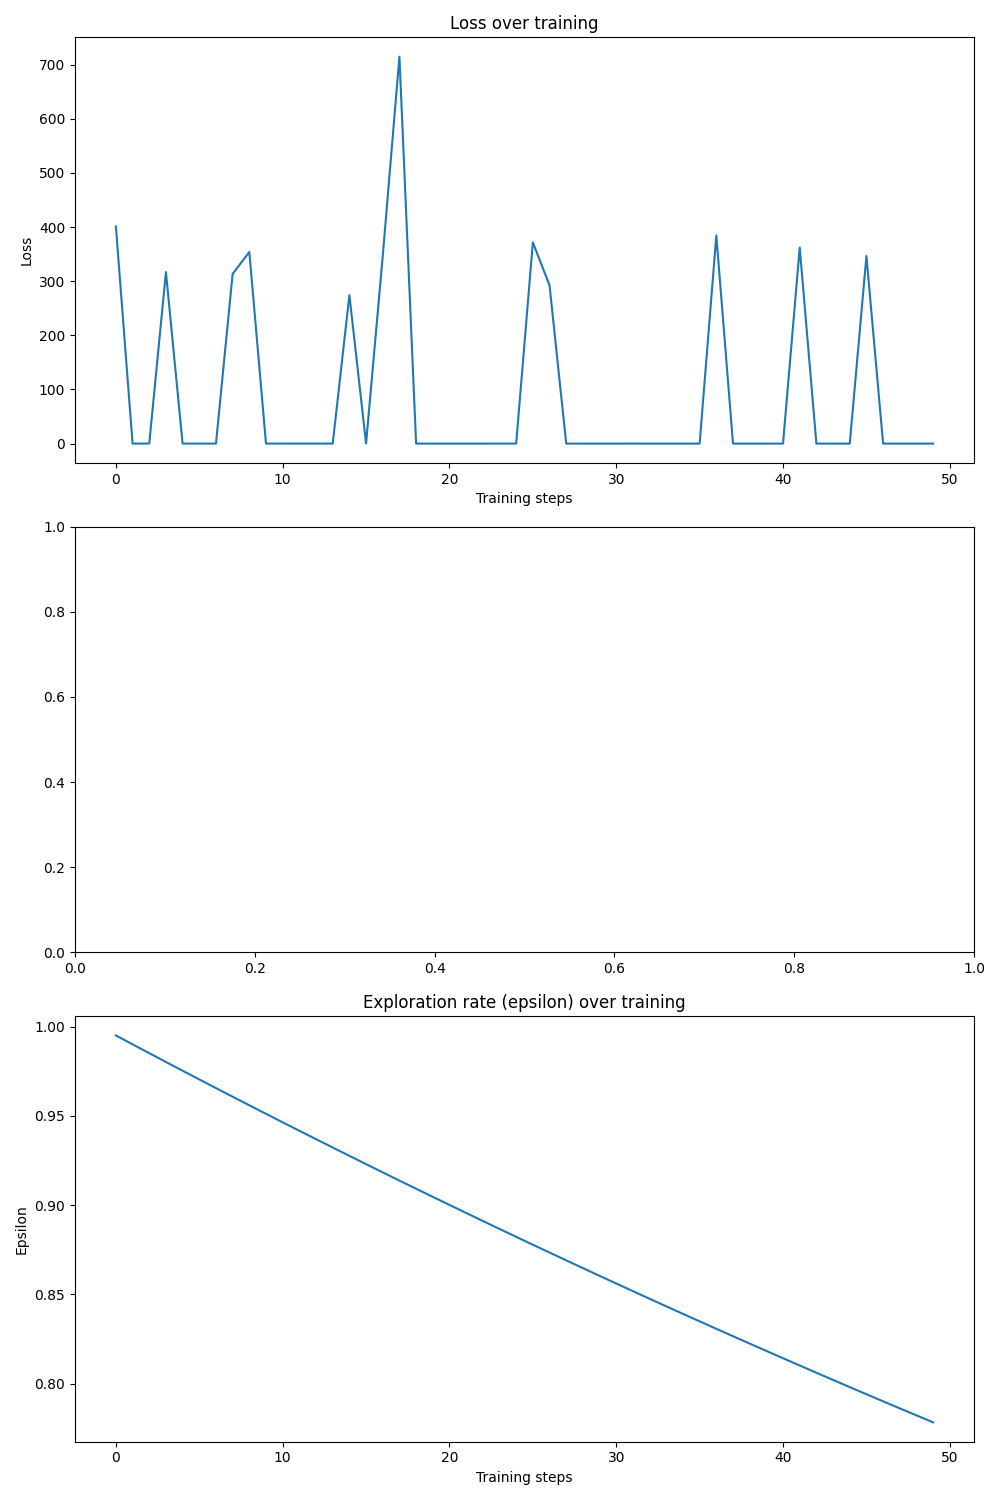 Loss over training
700
600
500
400
300
200
100
0
Loss
0 10 20 30 40 50
Training steps
1.0
0.8
0.6
0.4
0.2
0.0
0.0 0.2 0.4 0.6 0.8 1.0
Exploration rate (epsilon) over training
1.00
0.95
0.90
0.85
0.80
Epsilon
0 10 20 30 40 50
Training steps